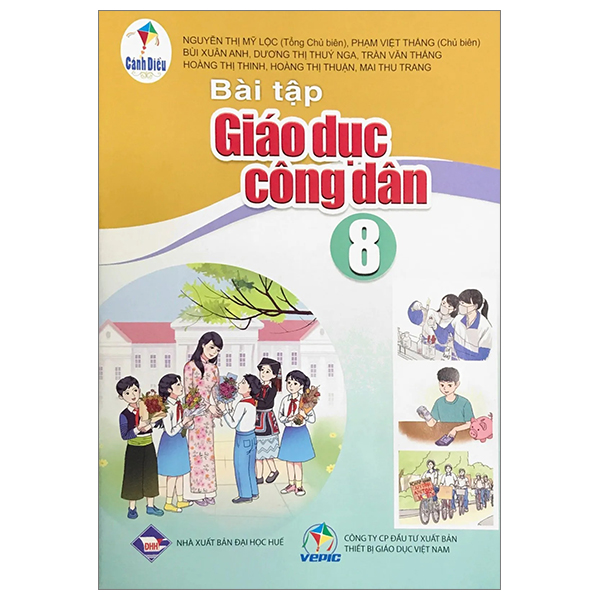 Cánh Diều
NGUYỄN THỊ MỸ LỘC (Tổng Chủ biên), PHẠM VIỆT THẮNG (Chủ biên)
BÙI XUÂN ANH, DƯƠNG THỊ THUÝ NGA, TRẦN VĂN THẮNG
HOÀNG THỊ THINH, HOÀNG THỊ THUẬN, MAI THU TRANG
Bài tập
Giáo dục
công dân
8
ĐHH
NHÀ XUẤT BẢN ĐẠI HỌC HUẾ
VEPIC
CÔNG TY CP ĐẦU TƯ XUẤT BẢN
THIẾT BỊ GIÁO DỤC VIỆT NAM